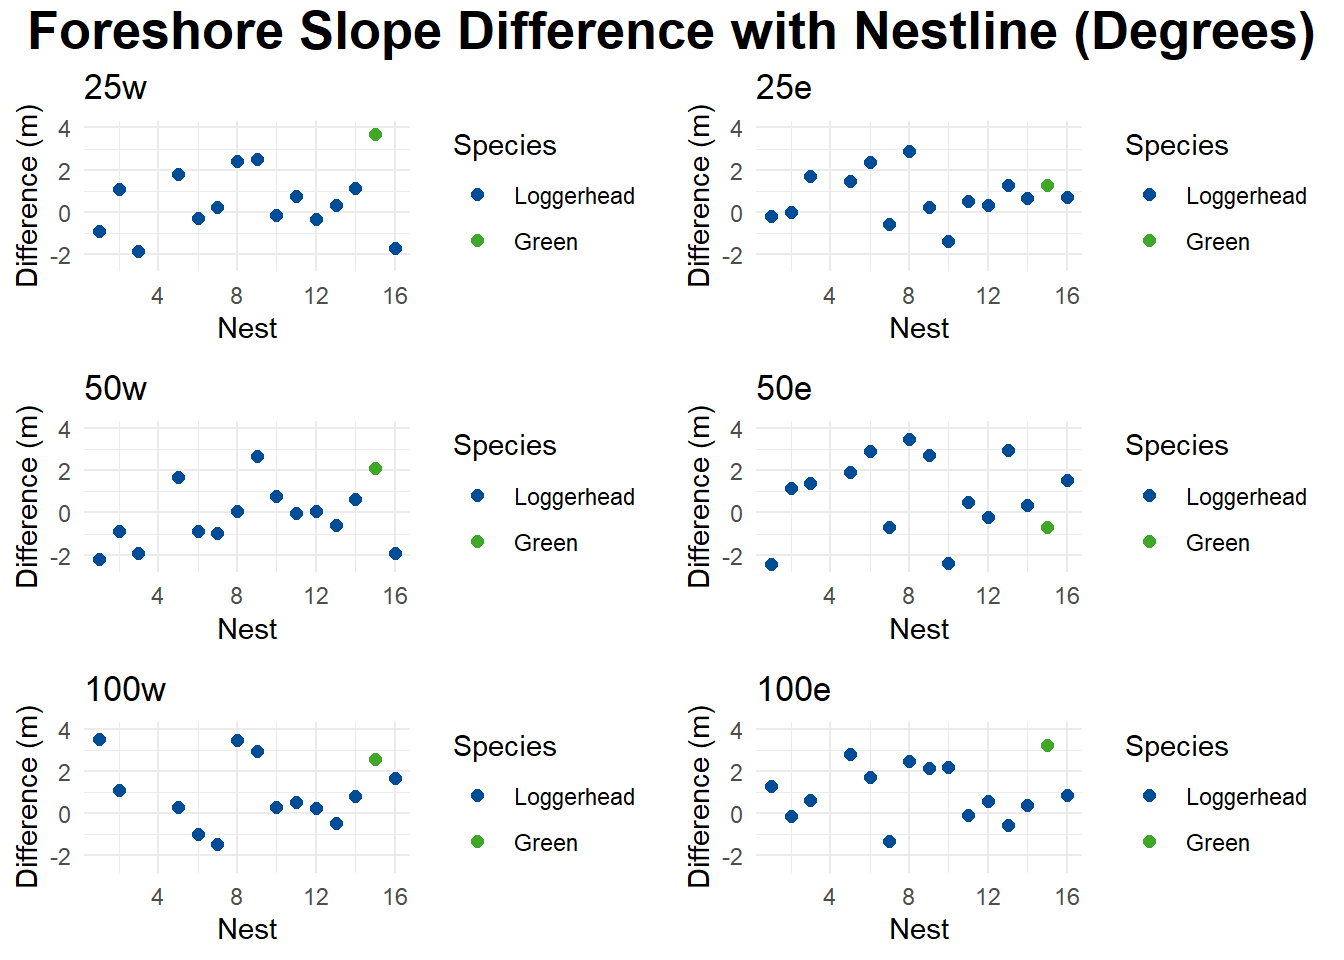 Foreshore Slope Difference with Nestline (Degrees)
25w
Difference (m)
4
2
0
-2
4 8 12 16
Nest
Species
Loggerhead
Green
25e
Difference (m)
4
2
0
-2
4 8 12 16
Nest
Species
Loggerhead
Green
50w
Difference (m)
4
2
0
-2
4 8 12 16
Nest
Species
Loggerhead
Green
50e
Difference (m)
4
2
0
-2
4 8 12 16
Nest
Species
Loggerhead
Green
100w
Difference (m)
4
2
0
-2
4 8 12 16
Nest
Species
Loggerhead
Green
100e
Difference (m)
4
2
0
-2
4 8 12 16
Nest
Species
Loggerhead
Green